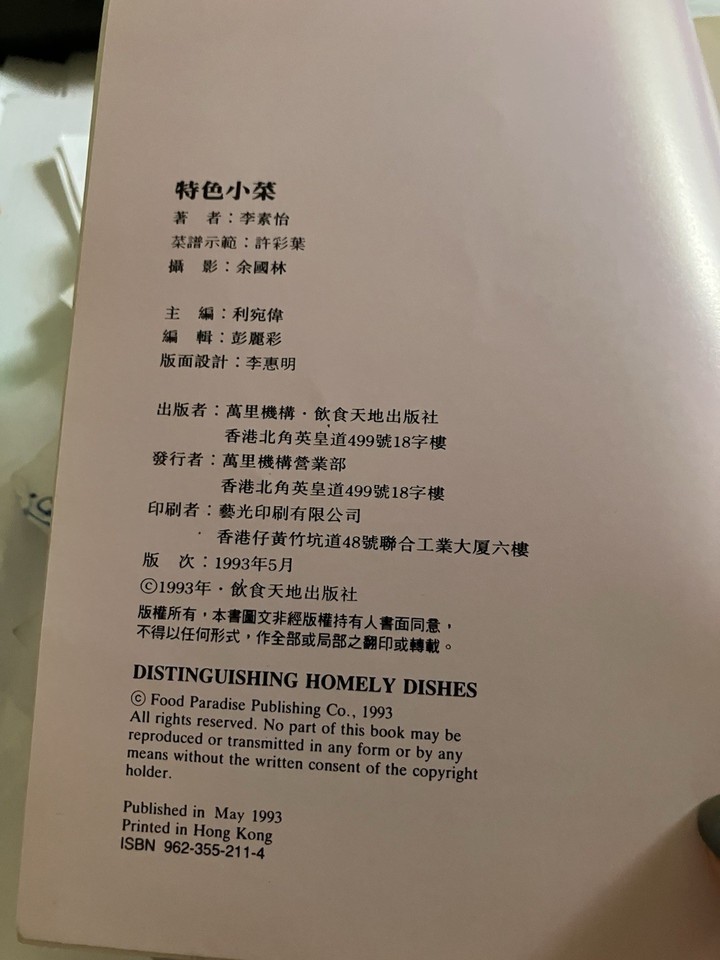 特色小菜
著　者：李素怡
菜譜示範：許彩葉
攝　影：余國林
主　編：利宛偉
編　輯：彭麗彩
版面設計：李惠明
出版者：萬里機構・飲食天地出版社
香港北角英皇道499號18字樓
發行者：萬里機構營業部
香港北角英皇道499號18字樓
印刷者：藝光印刷有限公司
香港仔黃竹坑道48號聯合工業大厦六樓
版　次：1993年5月
©1993年・飲食天地出版社
版權所有，本書圖文非經版權持有人書面同意，
不得以任何形式，作全部或局部之翻印或轉載。
DISTINGUISHING HOMELY DISHES
© Food Paradise Publishing Co., 1993
All rights reserved. No part of this book may be
reproduced or transmitted in any form or by any
means without the written consent of the copyright
holder.
Published in May 1993
Printed in Hong Kong
ISBN 962-355-211-4